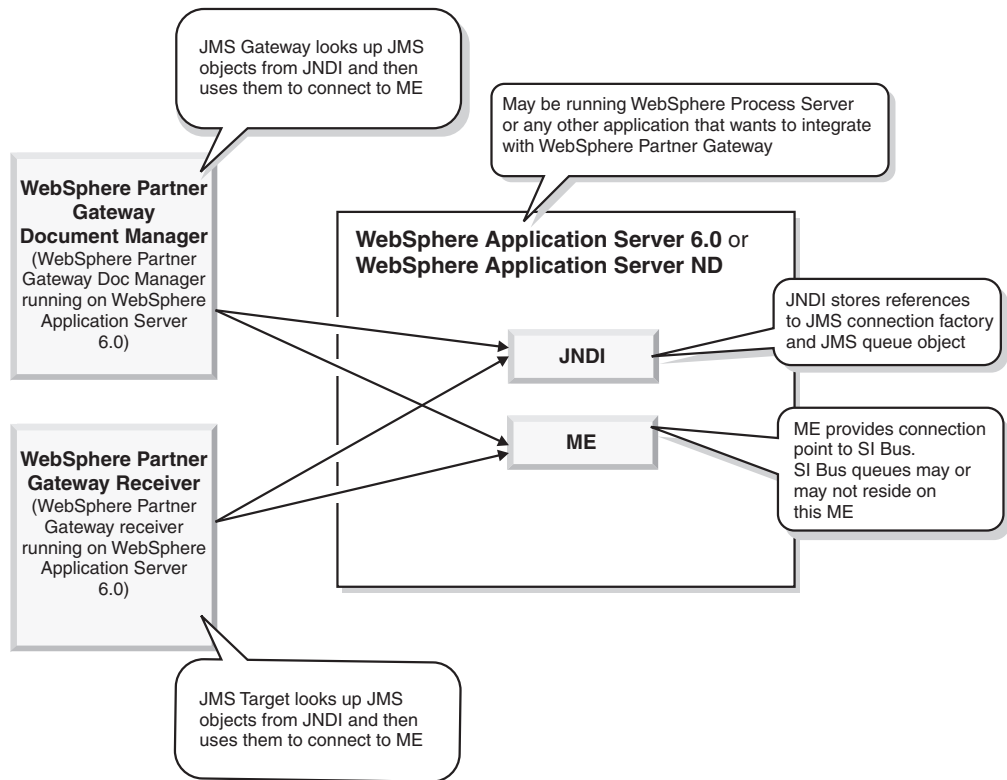 JMS Gateway looks up JMS
objects from JNDI and then
uses them to connect to ME
May be running WebSphere Process Server
or any other application that wants to integrate
with WebSphere Partner Gateway
WebSphere Partner
Gateway
Document Manager
(WebSphere Partner
Gateway Doc Manager
running on WebSphere
Application Server
6.0)
WebSphere Application Server 6.0 or
WebSphere Application Server ND
JNDI
JNDI stores references
to JMS connection factory
and JMS queue object
ME
ME provides connection
point to SI Bus.
SI Bus queues may or
may not reside on
this ME
WebSphere Partner
Gateway Receiver
(WebSphere Partner
Gateway receiver
running on WebSphere
Application Server
6.0)
JMS Target looks up JMS
objects from JNDI and then
uses them to connect to ME